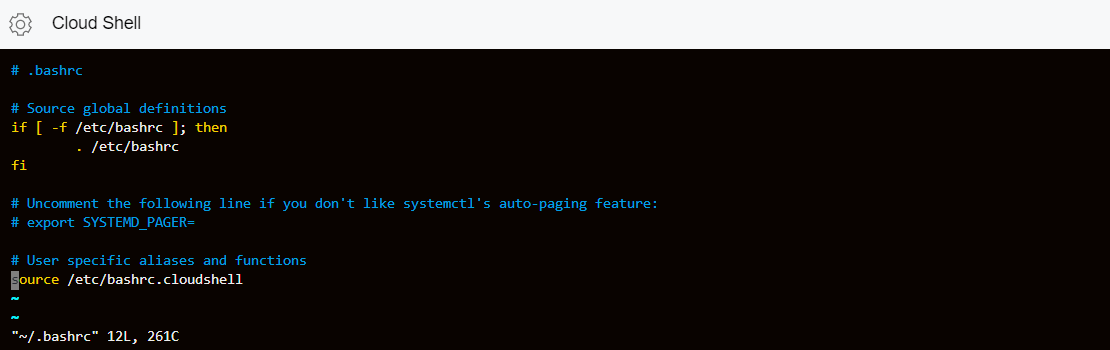 Cloud Shell
# .bashrc
# Source global definitions
if [ -f /etc/bashrc ]; then
        . /etc/bashrc
fi
# Uncomment the following line if you don't like systemctl's auto-paging feature:
# export SYSTEMD_PAGER=
# User specific aliases and functions
source /etc/bashrc.cloudshell
~
~
"~/.bashrc" 12L, 261C